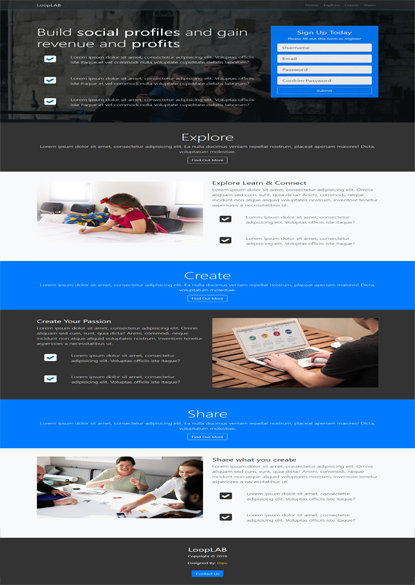 LoopLAB
Home Explore Create Share
Build social profiles and gain
revenue and profits
Lorem ipsum dolor sit amet, consectetur adipisicing elit. Voluptas officiis
iste itaque et vel commodi nulla voluptate cupiditate voluptatum dolor!
Lorem ipsum dolor sit amet, consectetur adipisicing elit. Voluptas officiis
iste itaque et vel commodi nulla voluptate cupiditate voluptatum dolor!
Lorem ipsum dolor sit amet, consectetur adipisicing elit. Voluptas officiis
iste itaque et vel commodi nulla voluptate cupiditate voluptatum dolor!
Sign Up Today
Please fill out this form to register
Username
Email
Password
Confirm Password
Submit
Explore
Lorem ipsum dolor sit amet, consectetur adipisicing elit. Ea nulla ducimus veniam repellat nostrum, placeat aperiam maiores! Dicta,
voluptatum molestiae.
Find Out More
Explore Learn & Connect
Lorem ipsum dolor sit amet, consectetur adipisicing elit. Omnis
aliquam sed cum, sunt, quia dicta? Animi, commodi, neque
incidunt non atque aliquid voluptates nostrum, inventore tenetur
asperiores a necessitatibus ut.
Lorem ipsum dolor sit amet, consectetur
adipisicing elit. Voluptas officiis iste itaque?
Lorem ipsum dolor sit amet, consectetur
adipisicing elit. Voluptas officiis iste itaque?
Create
Lorem ipsum dolor sit amet, consectetur adipisicing elit. Ea nulla ducimus veniam repellat nostrum, placeat aperiam maiores! Dicta,
voluptatum molestiae.
Find Out More
Create Your Passion
Lorem ipsum dolor sit amet, consectetur adipisicing elit. Omnis
aliquam sed cum, sunt, quia dicta? Animi, commodi, neque
incidunt non atque aliquid voluptates nostrum, inventore tenetur
asperiores a necessitatibus ut.
Lorem ipsum dolor sit amet, consectetur
adipisicing elit. Voluptas officiis iste itaque?
Lorem ipsum dolor sit amet, consectetur
adipisicing elit. Voluptas officiis iste itaque?
Share
Lorem ipsum dolor sit amet, consectetur adipisicing elit. Ea nulla ducimus veniam repellat nostrum, placeat aperiam maiores! Dicta,
voluptatum molestiae.
Find Out More
Share what you create
Lorem ipsum dolor sit amet, consectetur adipisicing elit. Omnis
aliquam sed cum, sunt, quia dicta? Animi, commodi, neque
incidunt non atque aliquid voluptates nostrum, inventore tenetur
asperiores a necessitatibus ut.
Lorem ipsum dolor sit amet, consectetur
adipisicing elit. Voluptas officiis iste itaque?
Lorem ipsum dolor sit amet, consectetur
adipisicing elit. Voluptas officiis iste itaque?
LoopLAB
Copyright © 2018
Designed by:
Contact Us